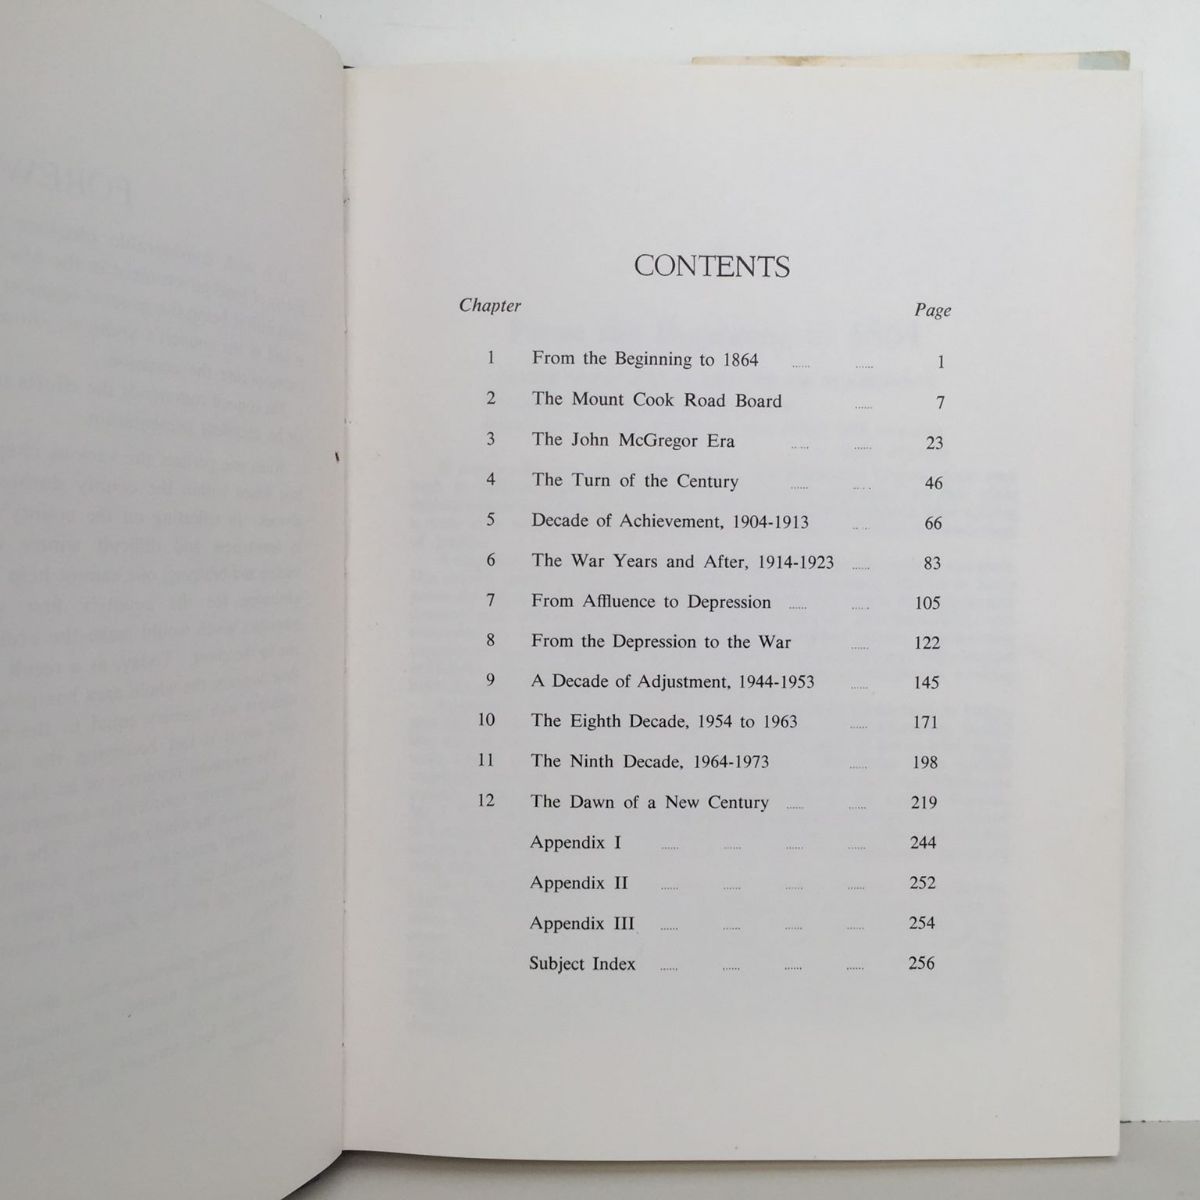 CONTENTS
Chapter Page
1 From the Beginning to 1864 ...... ...... 1
2 The Mount Cook Road Board ...... 7
3 The John McGregor Era ...... ...... 23
4 The Turn of the Century ...... ...... 46
5 Decade of Achievement, 1904-1913 ...... 66
6 The War Years and After, 1914-1923 ...... 83
7 From Affluence to Depression ...... ...... 105
8 From the Depression to the War ...... 122
9 A Decade of Adjustment, 1944-1953 ...... 145
10 The Eighth Decade, 1954 to 1963 ...... 171
11 The Ninth Decade, 1964-1973 ...... 198
12 The Dawn of a New Century ...... ...... 219
Appendix I ...... ...... ...... ...... 244
Appendix II ...... ...... ...... ...... 252
Appendix III ...... ...... ...... ...... 254
Subject Index ...... ...... ...... ...... 256